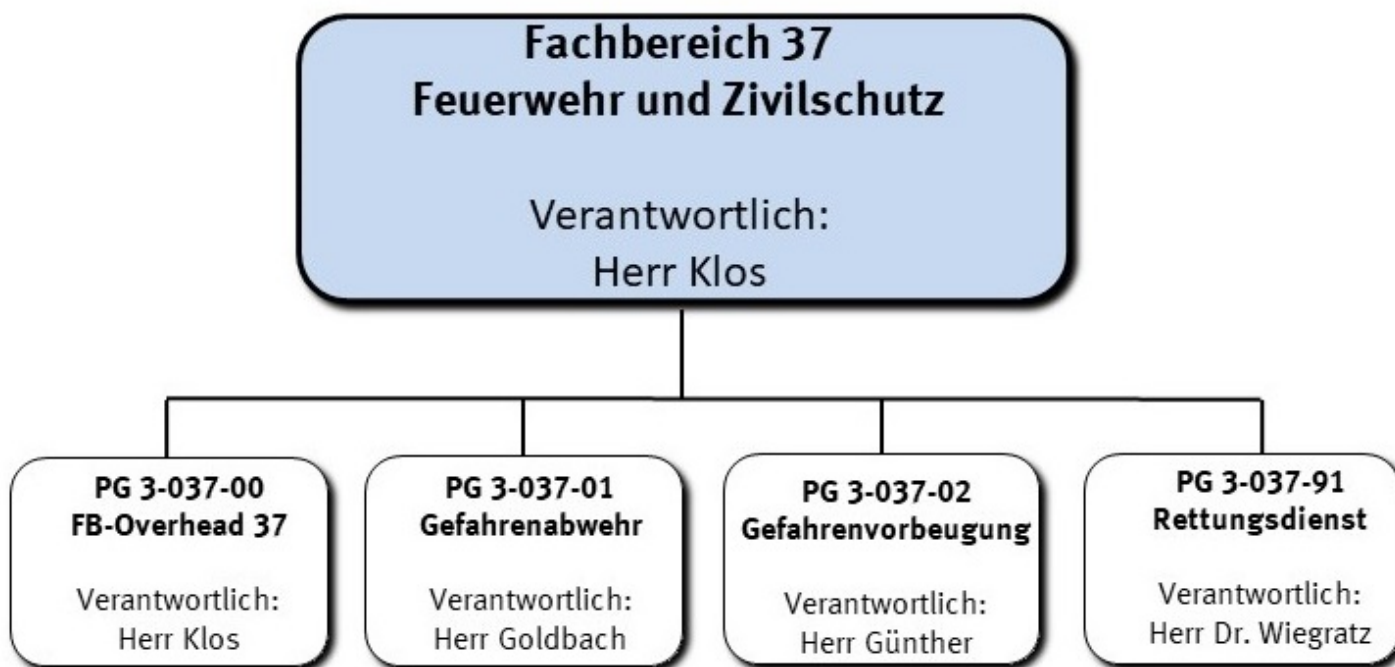 Fachbereich 37
Feuerwehr und Zivilschutz
Verantwortlich:
Herr Klos
PG 3-037-00
FB-Overhead 37
Verantwortlich:
Herr Klos
PG 3-037-01
Gefahrenabwehr
Verantwortlich:
Herr Goldbach
PG 3-037-02
Gefahrenvorbeugung
Verantwortlich:
Herr Günther
PG 3-037-91
Rettungsdienst
Verantwortlich:
Herr Dr. Wiegratz